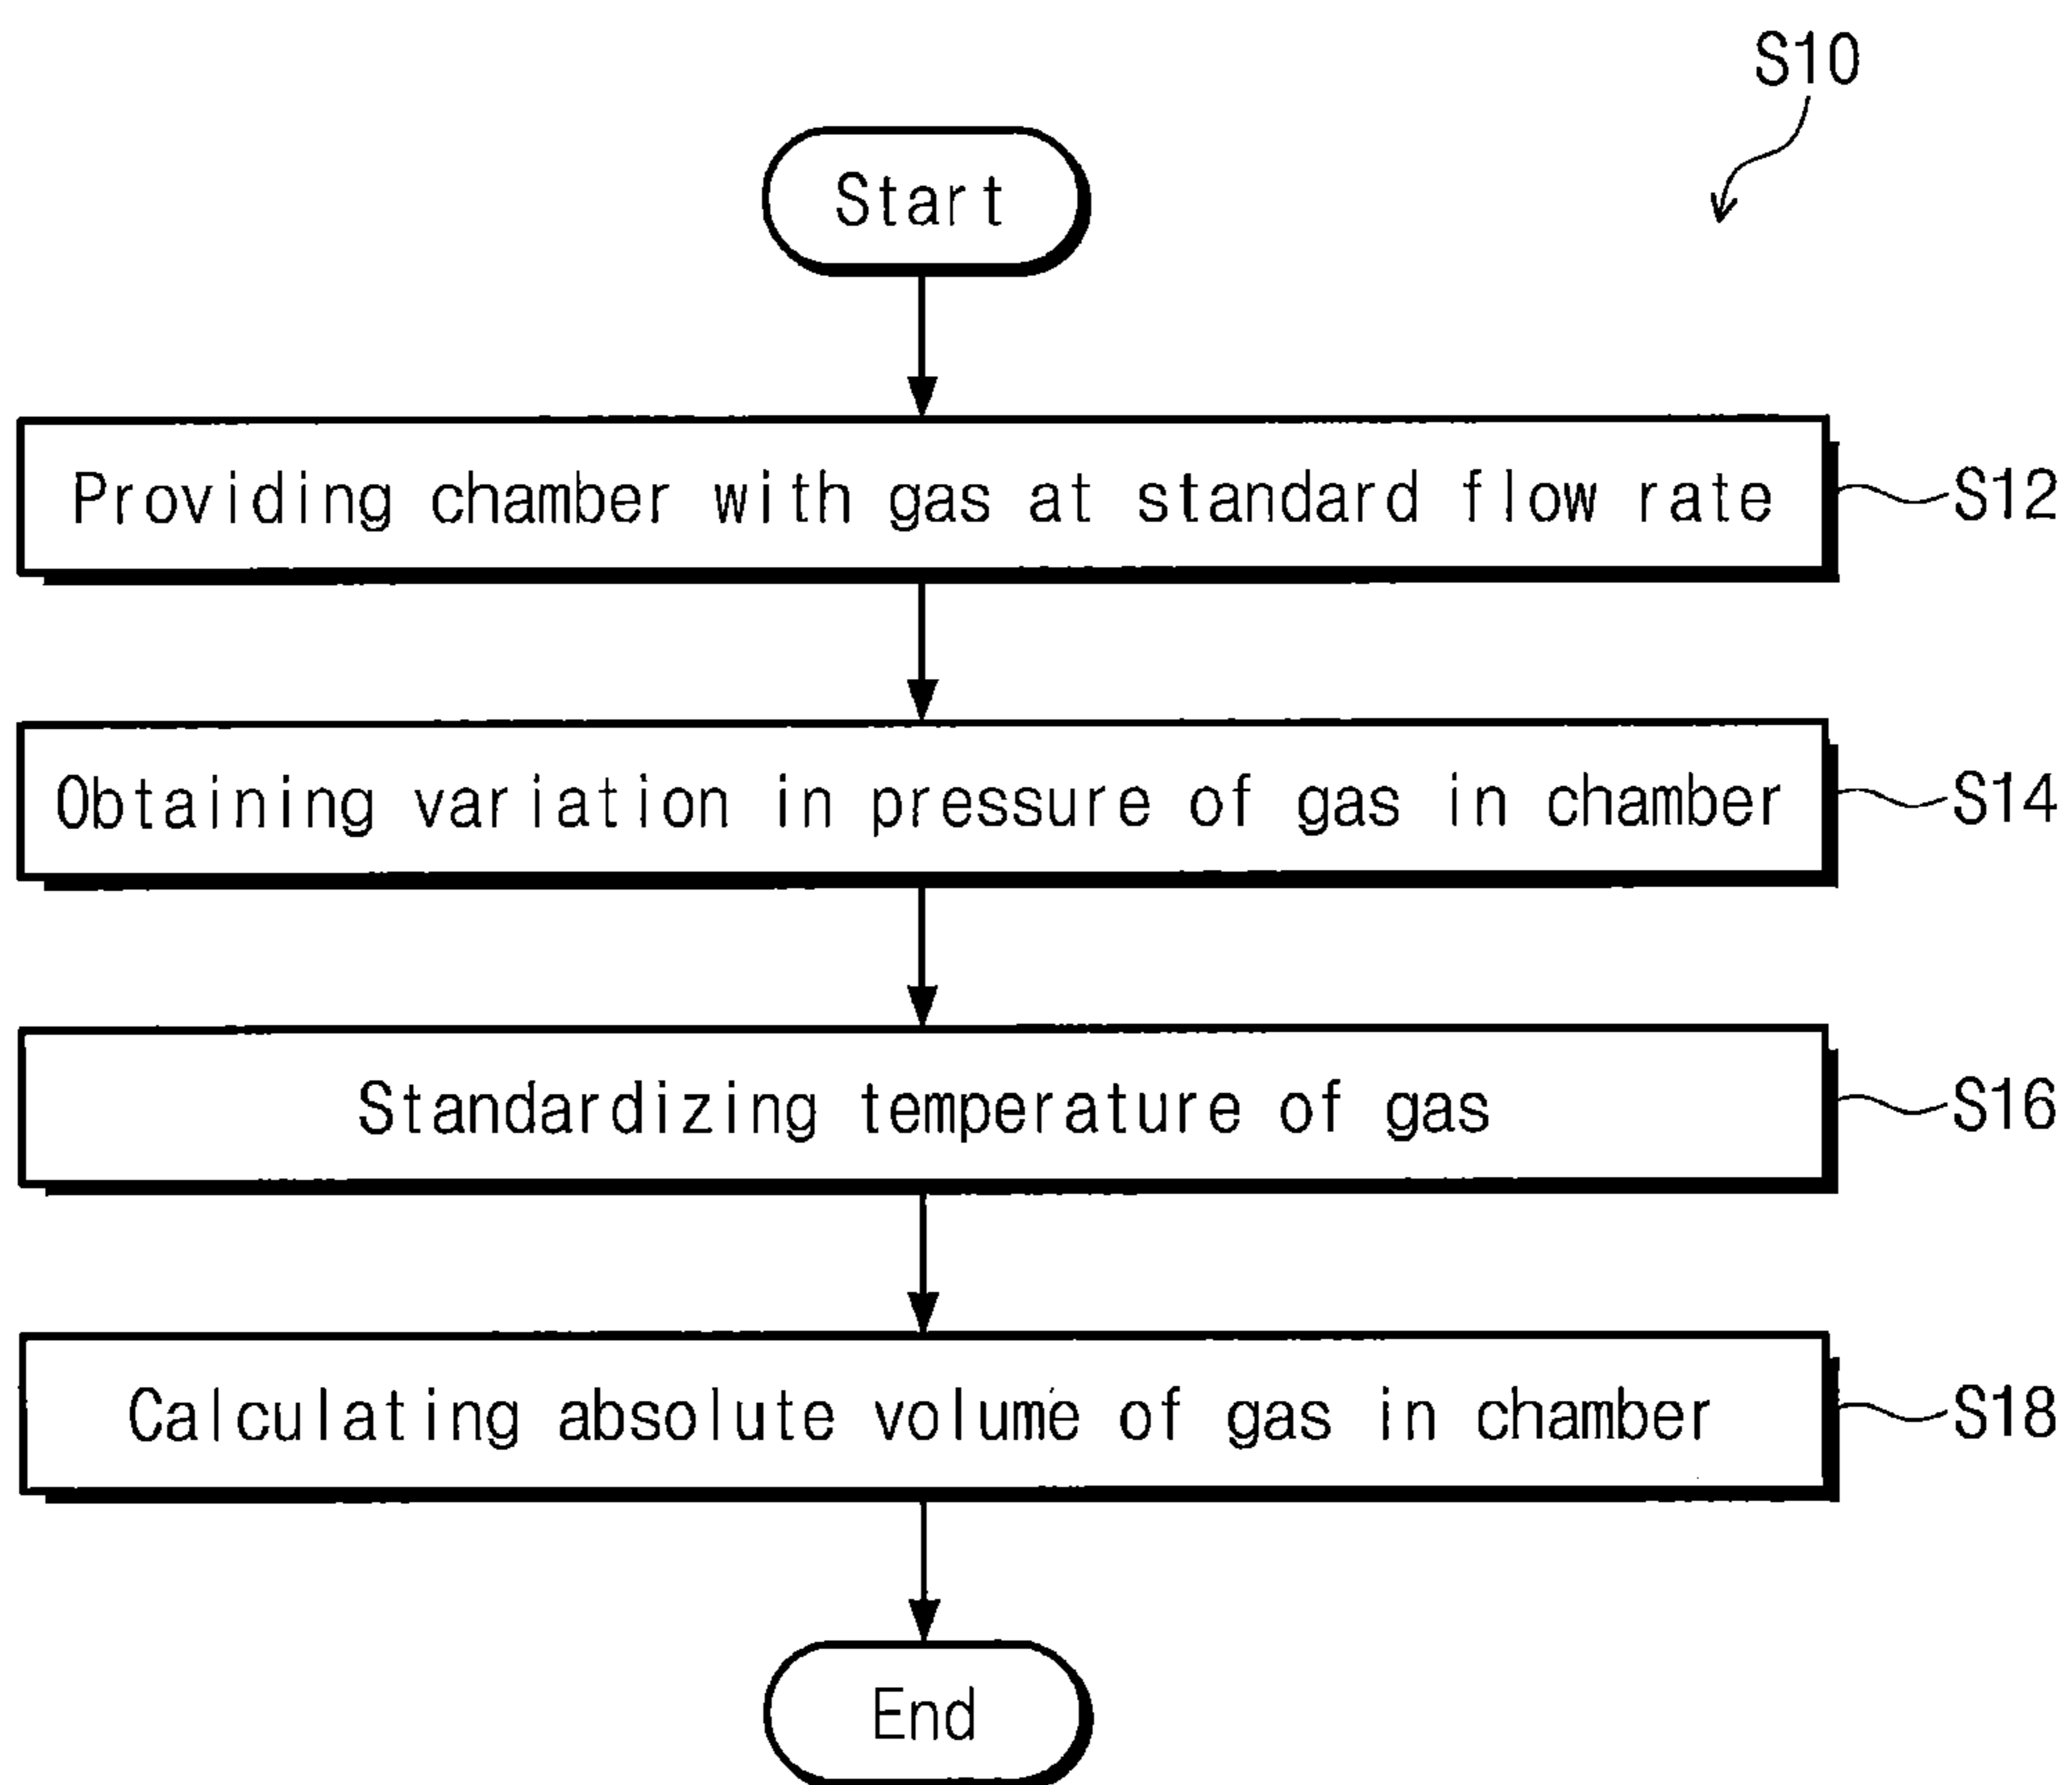 S10
Start
Providing chamber with gas at standard flow rate
S12
Obtaining variation in pressure of gas in chamber
S14
Standardizing temperature of gas
S16
Calculating absolute volume of gas in chamber
S18
End